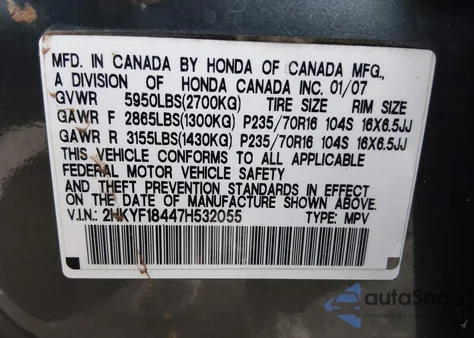 MFD. IN CANADA BY HONDA OF CANADA MFG.,
A DIVISION OF HONDA CANADA INC. 01/07
GVWR 5950LBS(2700KG) TIRE SIZE RIM SIZE
GAWR F 2865LBS(1300KG) P235/70R16 104S 16X6.5JJ
GAWR R 3155LBS(1430KG) P235/70R16 104S 16X6.5JJ
THIS VEHICLE CONFORMS TO ALL APPLICABLE
FEDERAL MOTOR VEHICLE SAFETY
AND THEFT PREVENTION STANDARDS IN EFFECT
ON THE DATE OF MANUFACTURE SHOWN ABOVE.
V.I.N.: 2HKYF18447H532055 TYPE: MPV
autaSnap